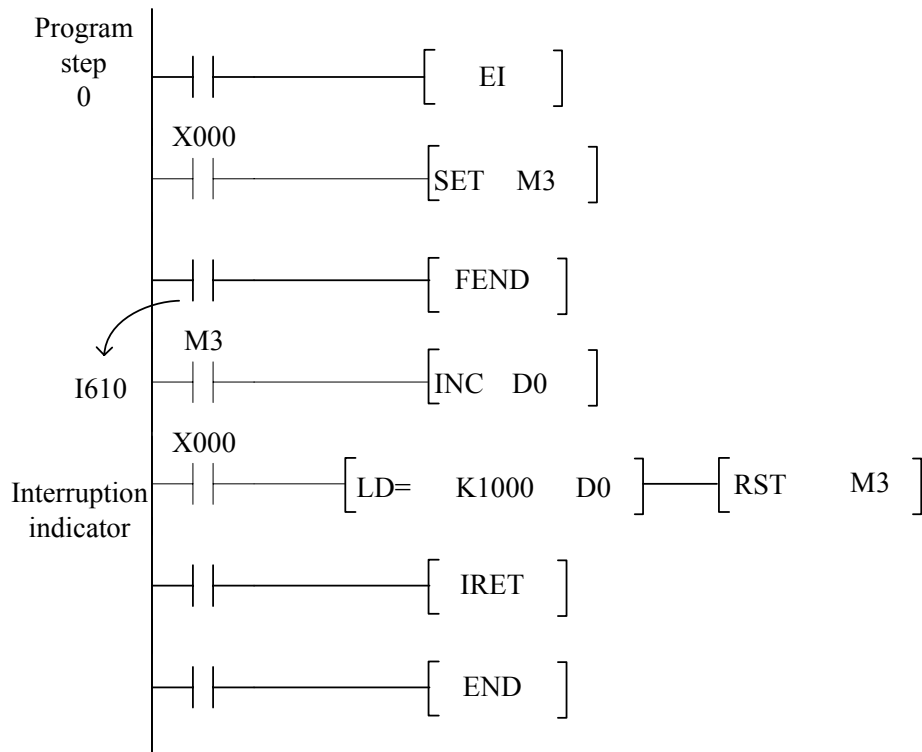 Program
step
0
EI
X000
SET M3
FEND
I610
M3
INC D0
X000
LD= K1000 D0
RST M3
Interruption
indicator
IRET
END